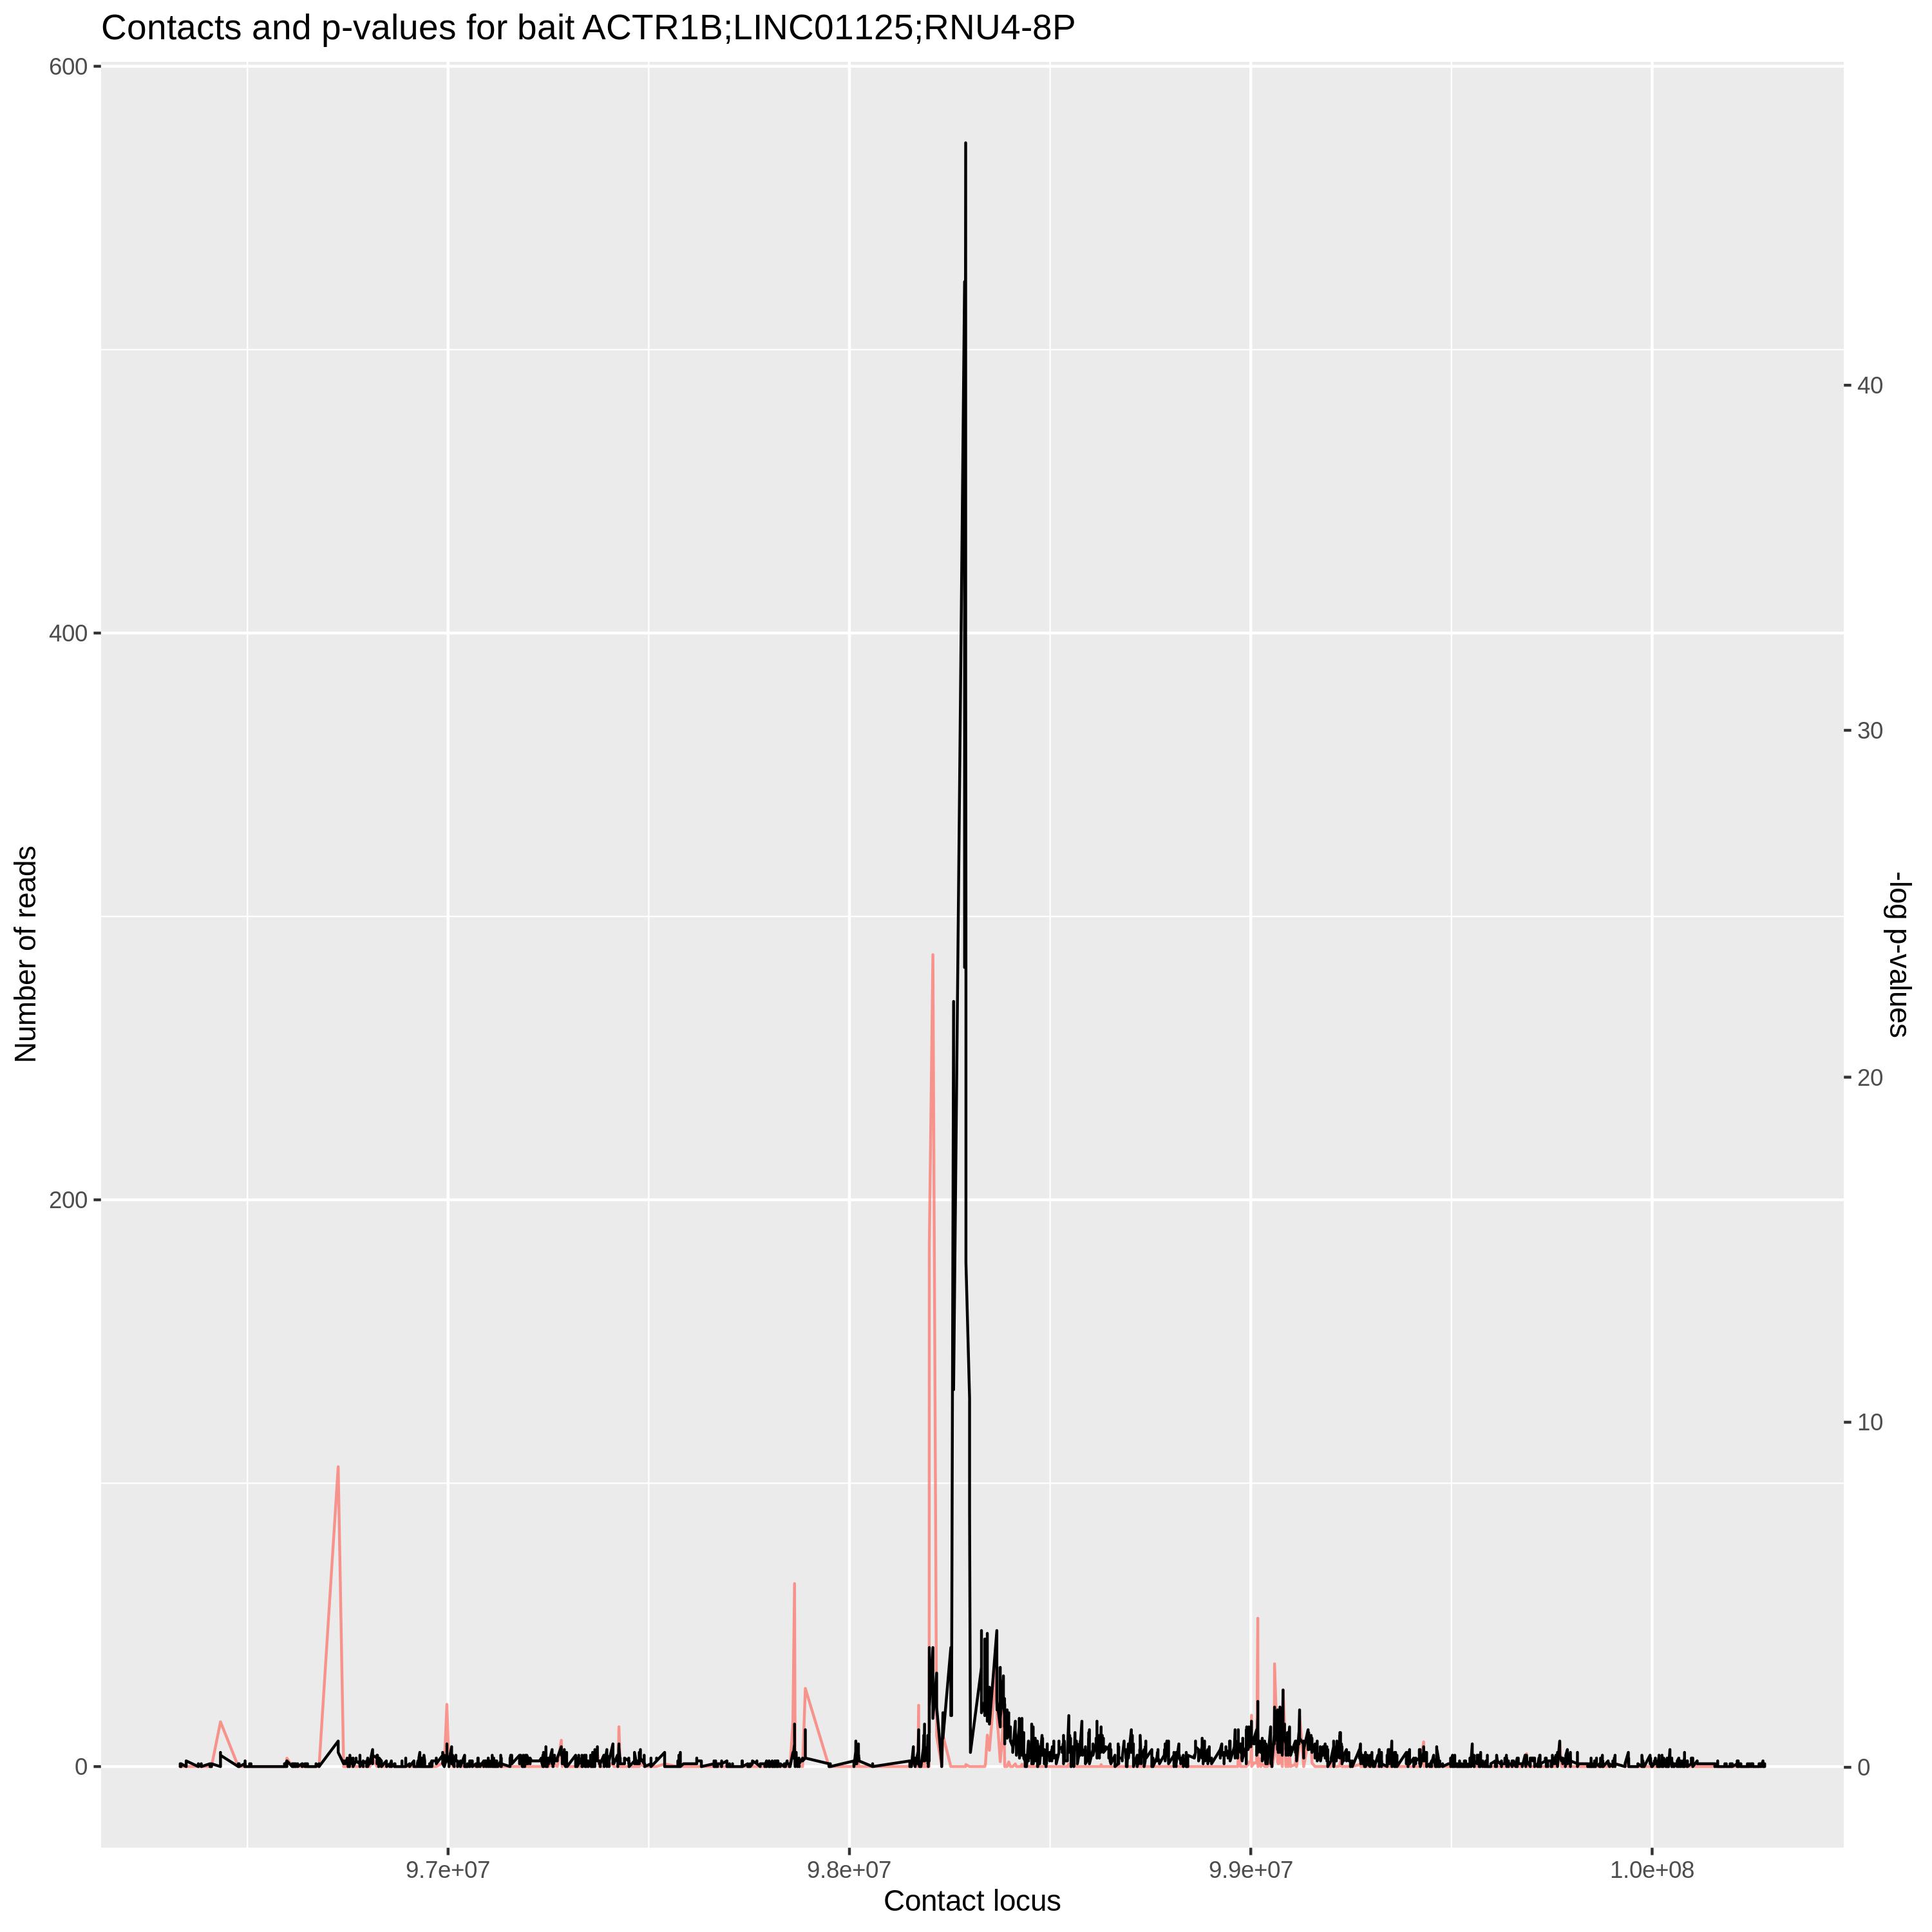 Contacts and p-values for bait ACTR1B;LINC01125;RNU4-8P
600
400
200
0
Number of reads
40
30
20
10
0
-log p-values
9.7e+07
9.8e+07
9.9e+07
1.0e+08
Contact locus